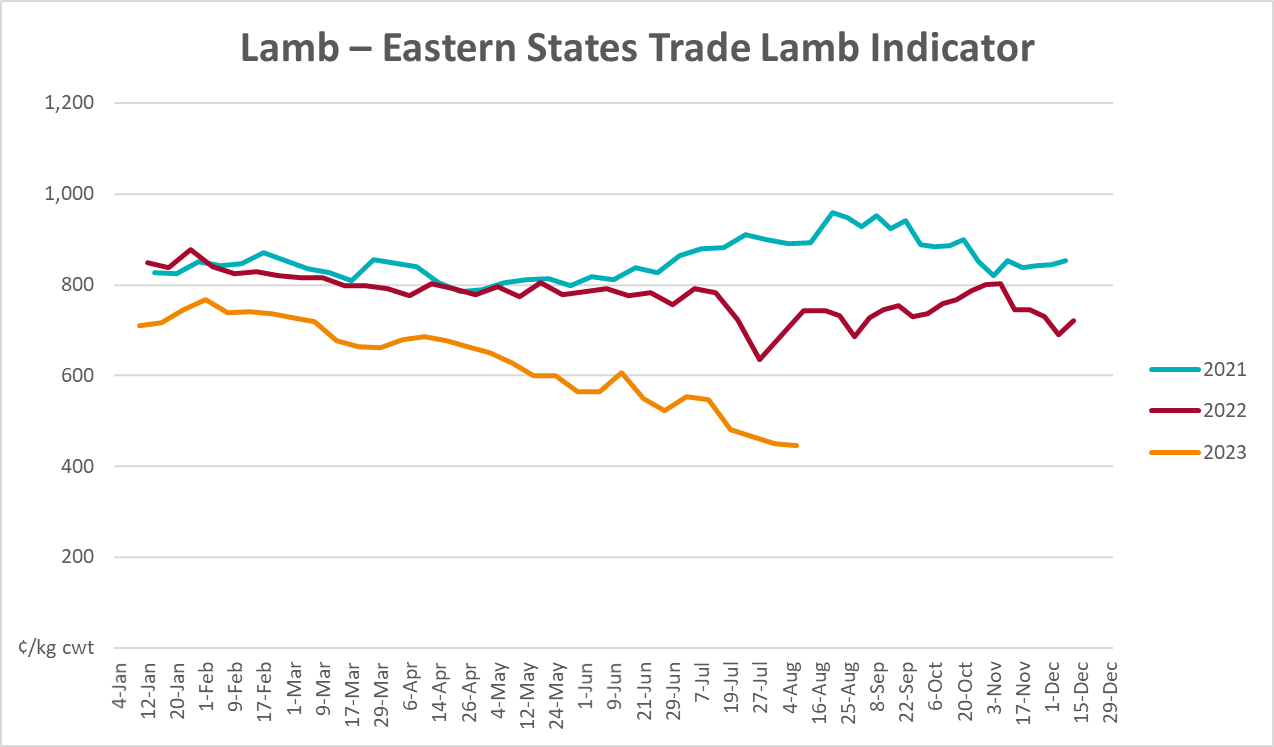 Lamb – Eastern States Trade Lamb Indicator
1,200
1,000
800
600
400
200
¢/kg cwt
4-Jan
12-Jan
20-Jan
1-Feb
9-Feb
17-Feb
1-Mar
9-Mar
17-Mar
29-Mar
6-Apr
14-Apr
26-Apr
4-May
12-May
24-May
1-Jun
9-Jun
21-Jun
29-Jun
7-Jul
19-Jul
27-Jul
4-Aug
16-Aug
25-Aug
8-Sep
22-Sep
6-Oct
20-Oct
3-Nov
17-Nov
1-Dec
15-Dec
29-Dec
2021
2022
2023